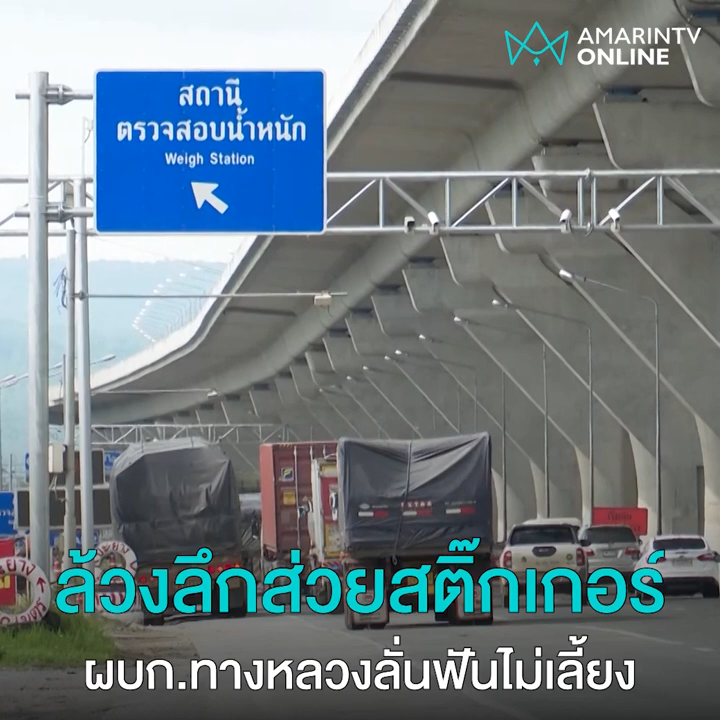 AMARINTV
ONLINE
สถานี
ตรวจสอบน้ำหนัก
Weigh Station
ล้วงลึกส่วยสติ๊กเกอร์
ผบก.ทางหลวงลั่นฟันไม่เลี้ยง